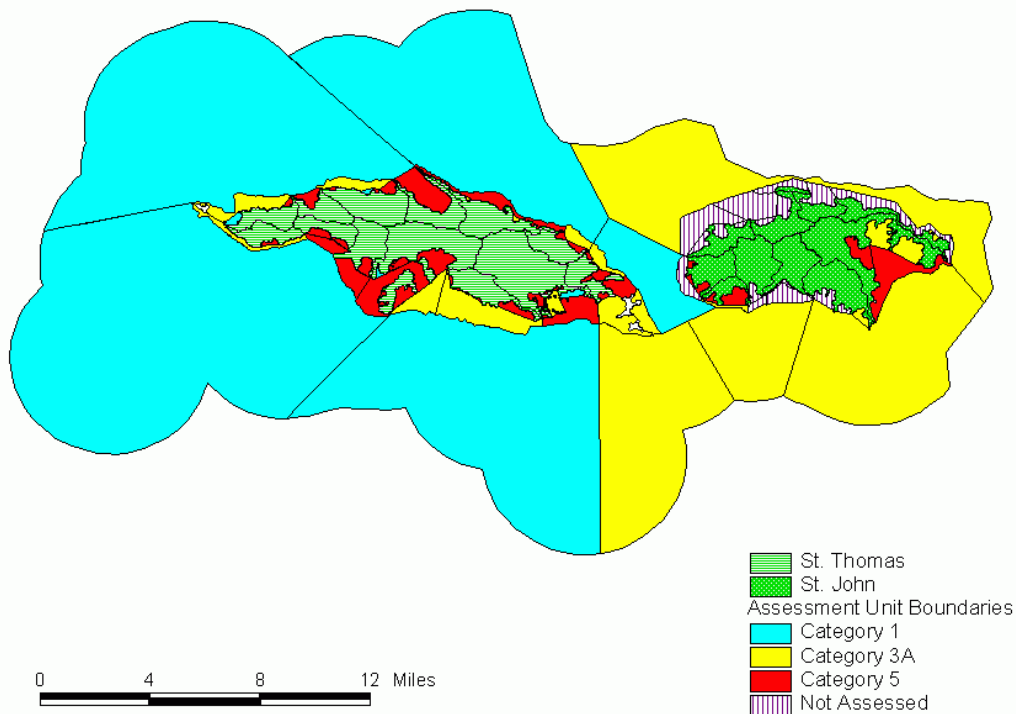 St. Thomas
St. John
Assessment Unit Boundaries
Category 1
Category 3A
Category 5
Not Assessed
0 4 8 12 Miles